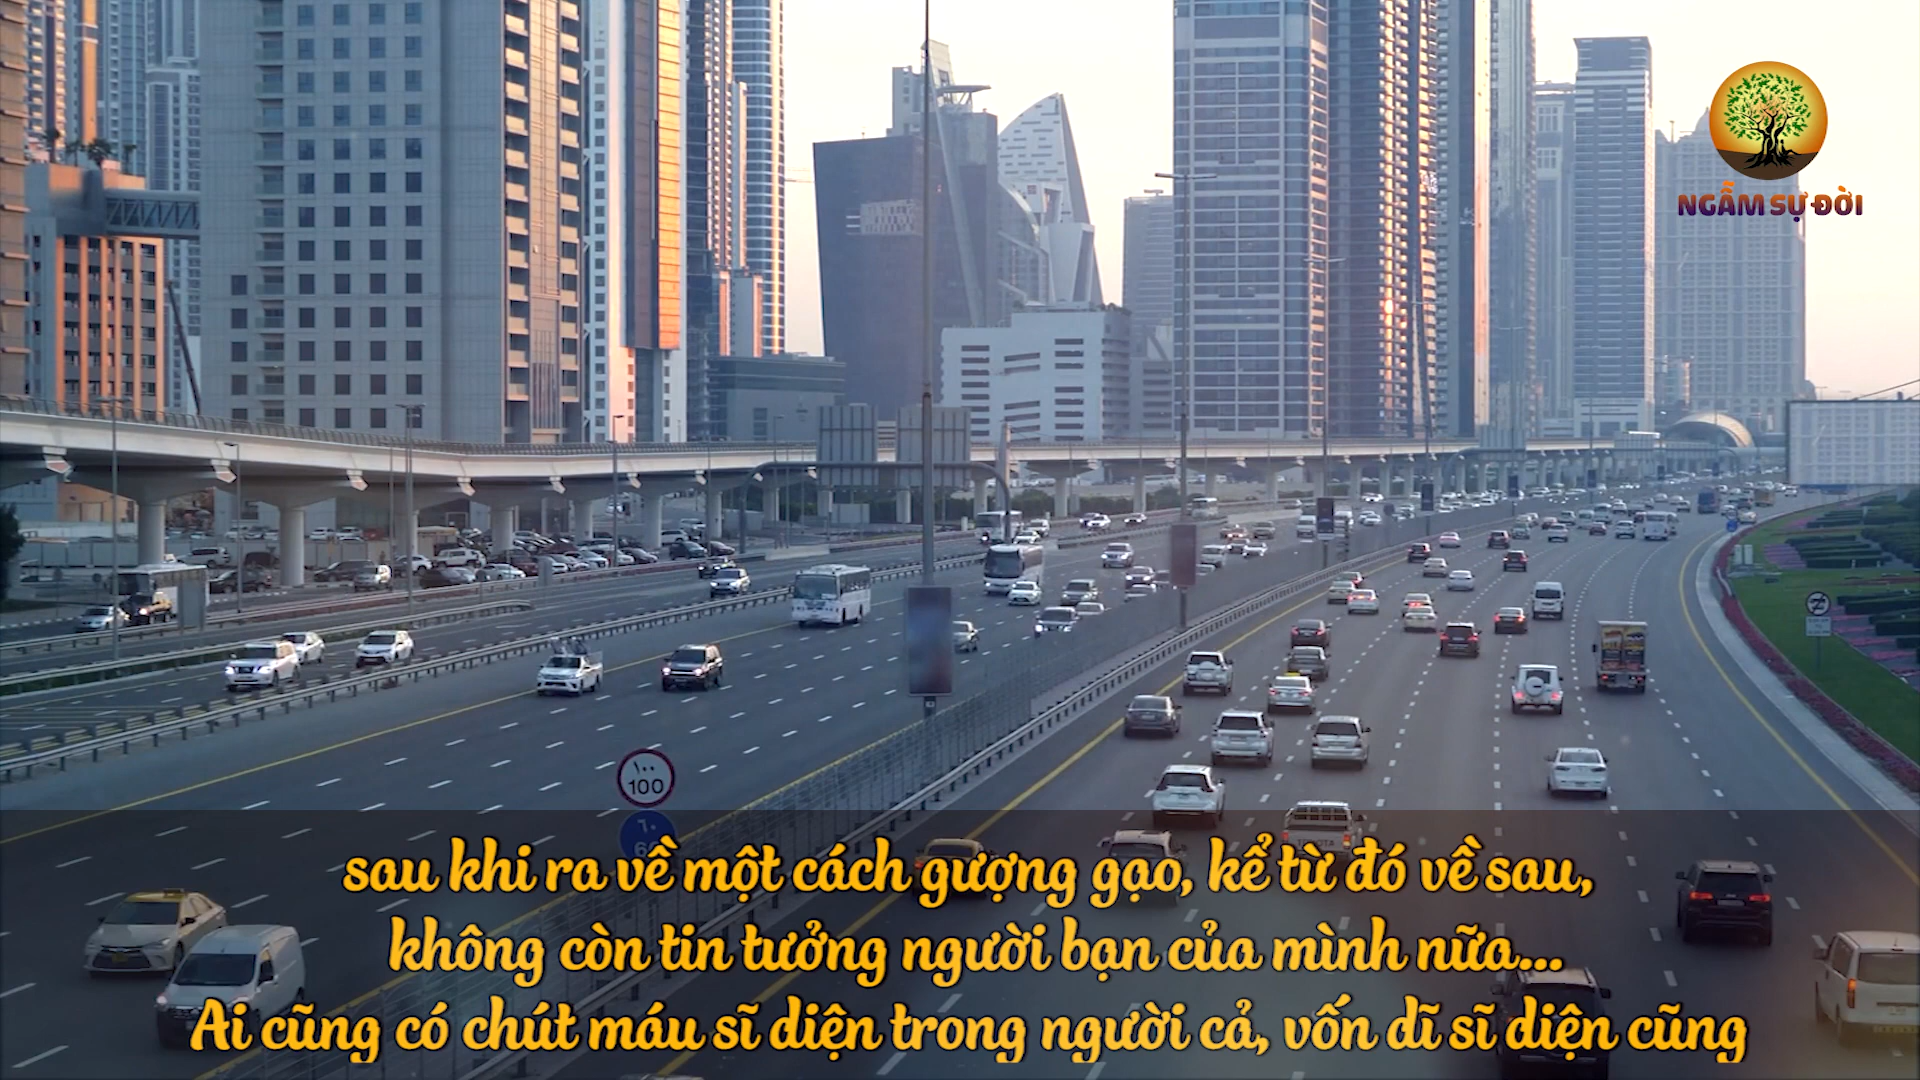 NGẪM SỰ ĐỜI
١٠٠
100
٦٠
TOYOTA
sau khi ra về một cách gượng gạo, kể từ đó về sau,
không còn tin tưởng người bạn của mình nữa...
Ai cũng có chút máu sĩ diện trong người cả, vốn dĩ sĩ diện cũng